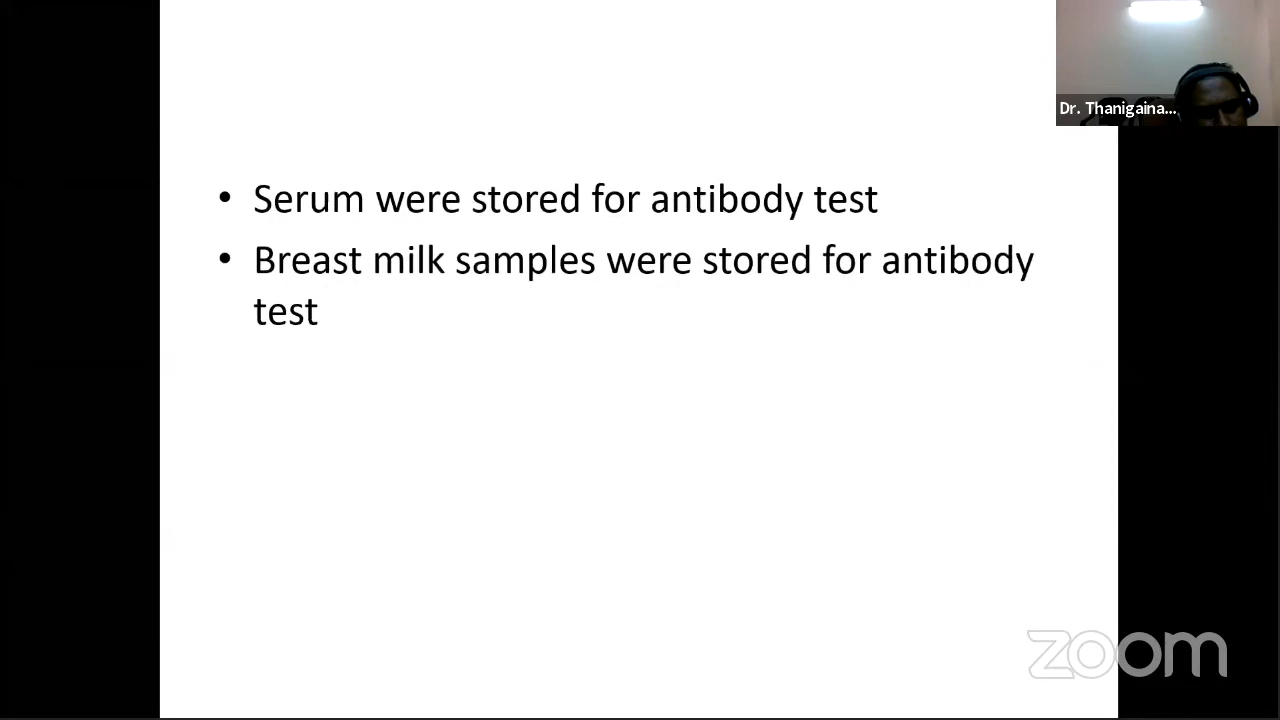 Dr. Thanigaina...
• Serum were stored for antibody test
• Breast milk samples were stored for antibody
test
zoom